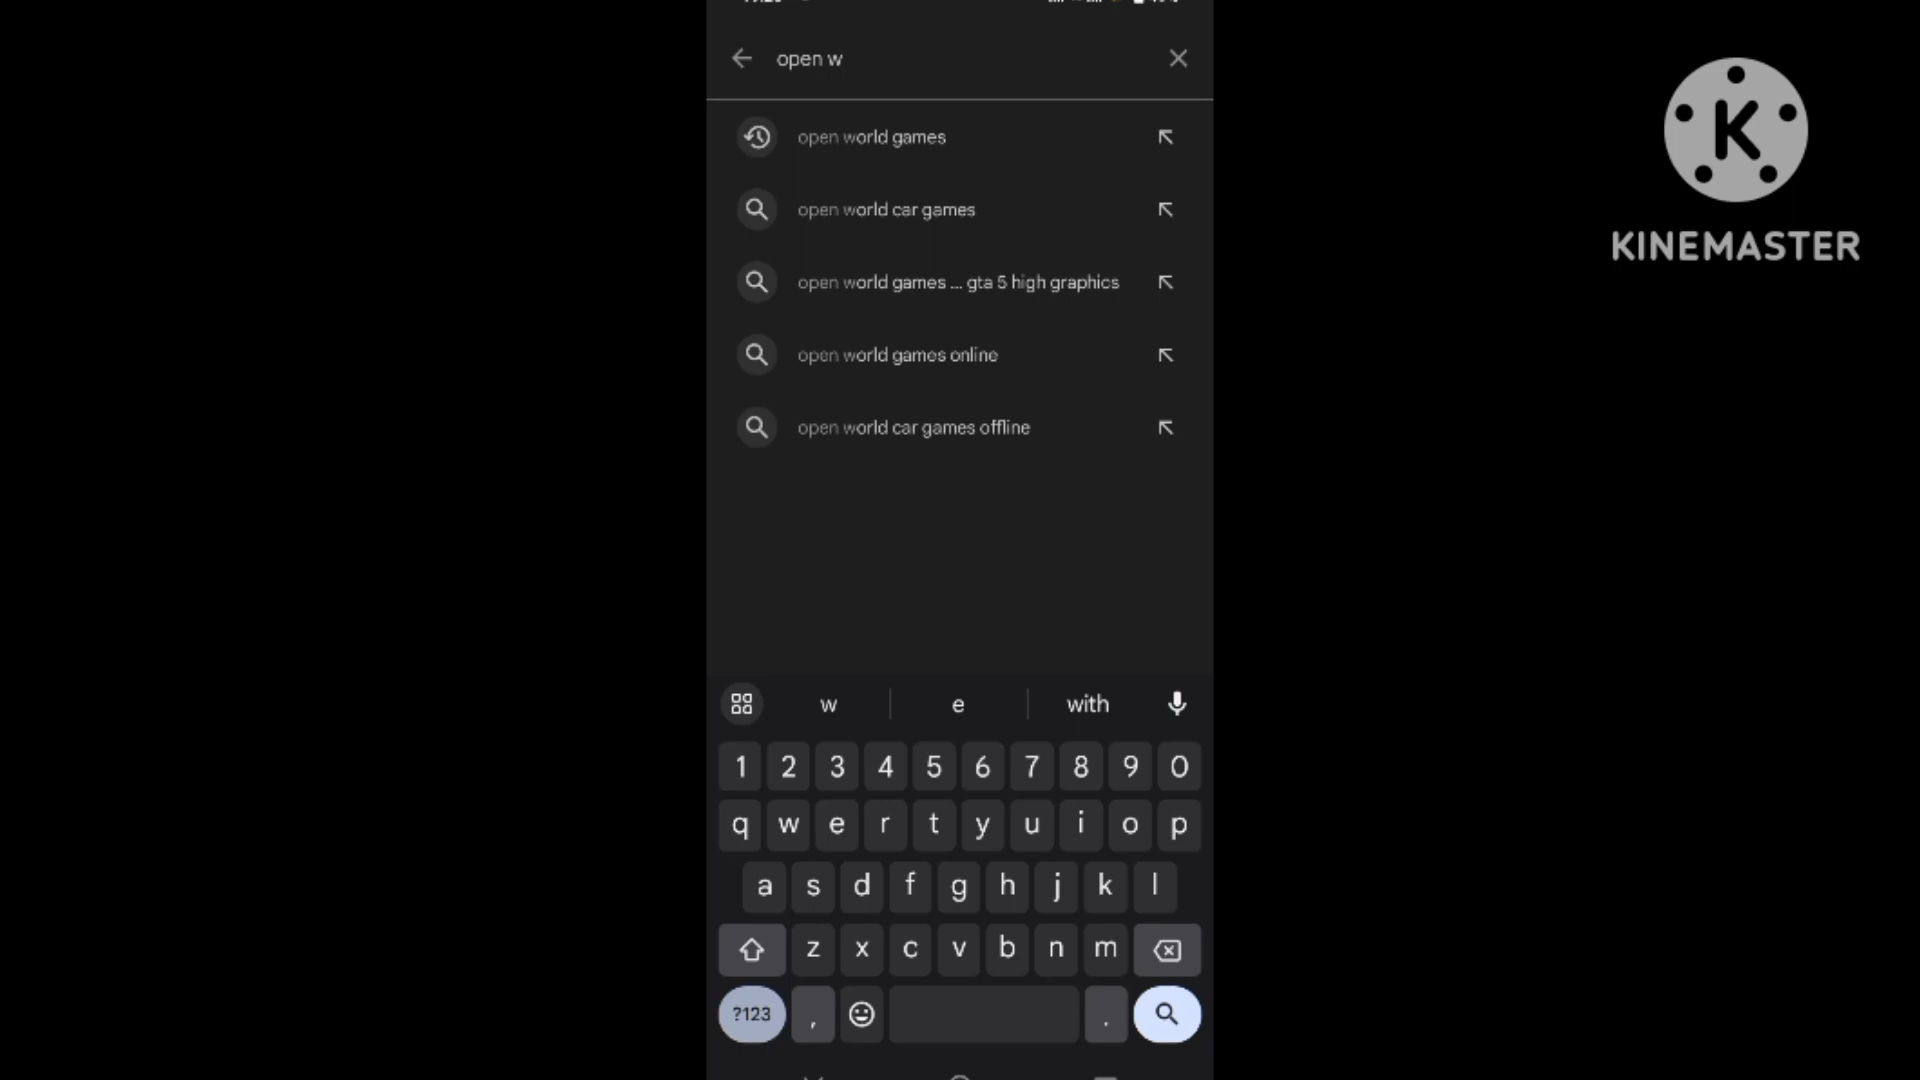 open w
open world games
open world car games
open world games ... gta 5 high graphics
open world games online
open world car games offline
w e with
1 2 3 4 5 6 7 8 9 0
q w e r t y u i o p
a s d f g h j k l
z x c v b n m
?123 , .
K
KINEMASTER